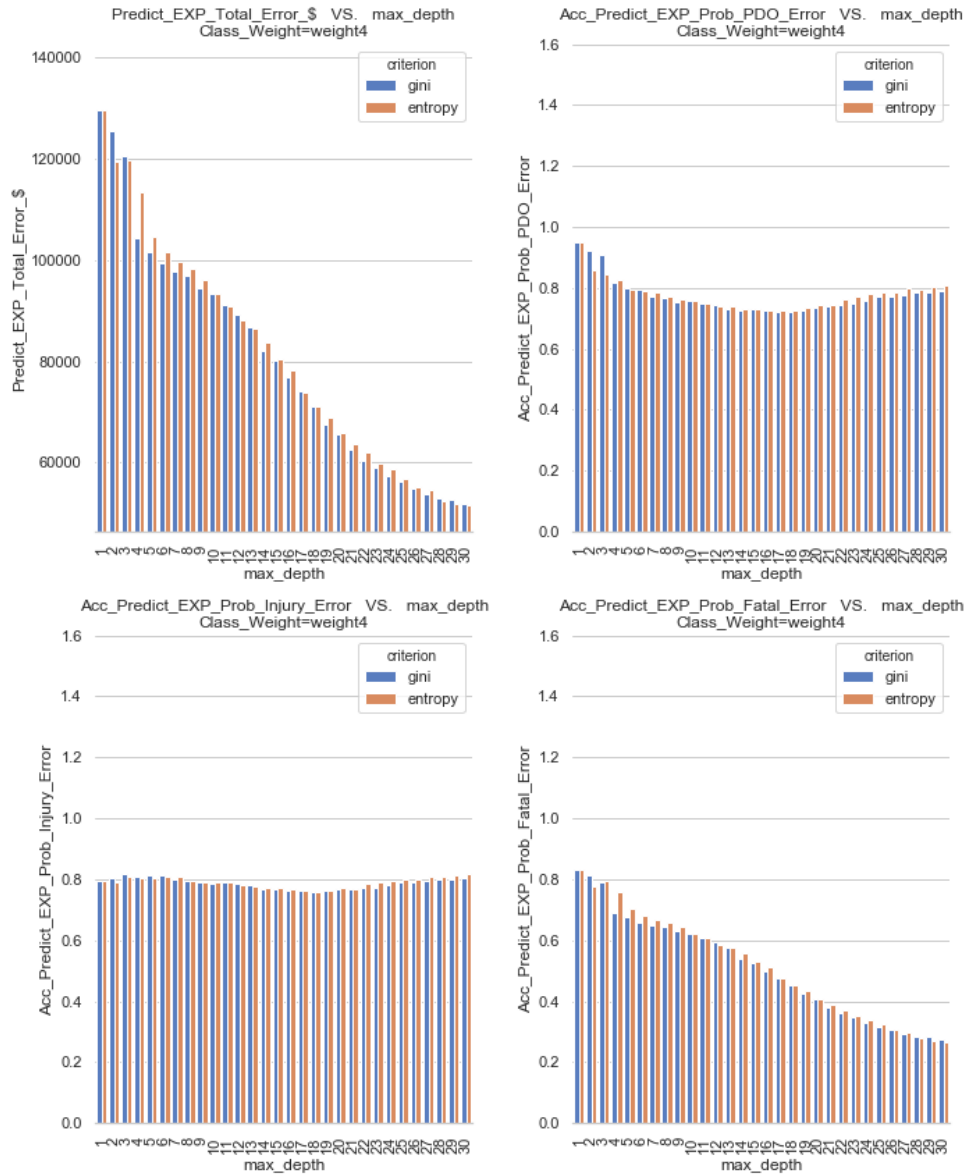 Predict_EXP_Total_Error_$ VS. max_depth
Class_Weight=weight4
criterion
gini
entropy
140000
120000
100000
80000
60000
Predict_EXP_Total_Error_$
1 2 3 4 5 6 7 8 9 10 11 12 13 14 15 16 17 18 19 20 21 22 23 24 25 26 27 28 29 30
max_depth
Acc_Predict_EXP_Prob_PDO_Error VS. max_depth
Class_Weight=weight4
criterion
gini
entropy
1.6
1.4
1.2
1.0
0.8
0.6
0.4
0.2
0.0
Acc_Predict_EXP_Prob_PDO_Error
1 2 3 4 5 6 7 8 9 10 11 12 13 14 15 16 17 18 19 20 21 22 23 24 25 26 27 28 29 30
max_depth
Acc_Predict_EXP_Prob_Injury_Error VS. max_depth
Class_Weight=weight4
criterion
gini
entropy
1.6
1.4
1.2
1.0
0.8
0.6
0.4
0.2
0.0
Acc_Predict_EXP_Prob_Injury_Error
1 2 3 4 5 6 7 8 9 10 11 12 13 14 15 16 17 18 19 20 21 22 23 24 25 26 27 28 29 30
max_depth
Acc_Predict_EXP_Prob_Fatal_Error VS. max_depth
Class_Weight=weight4
criterion
gini
entropy
1.6
1.4
1.2
1.0
0.8
0.6
0.4
0.2
0.0
Acc_Predict_EXP_Prob_Fatal_Error
1 2 3 4 5 6 7 8 9 10 11 12 13 14 15 16 17 18 19 20 21 22 23 24 25 26 27 28 29 30
max_depth